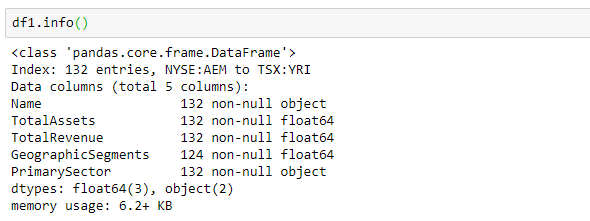 df1.info()
<class 'pandas.core.frame.DataFrame'>
Index: 132 entries, NYSE:AEM to TSX:YRI
Data columns (total 5 columns):
Name                  132 non-null object
TotalAssets           132 non-null float64
TotalRevenue          132 non-null float64
GeographicSegments    124 non-null float64
PrimarySector         132 non-null object
dtypes: float64(3), object(2)
memory usage: 6.2+ KB